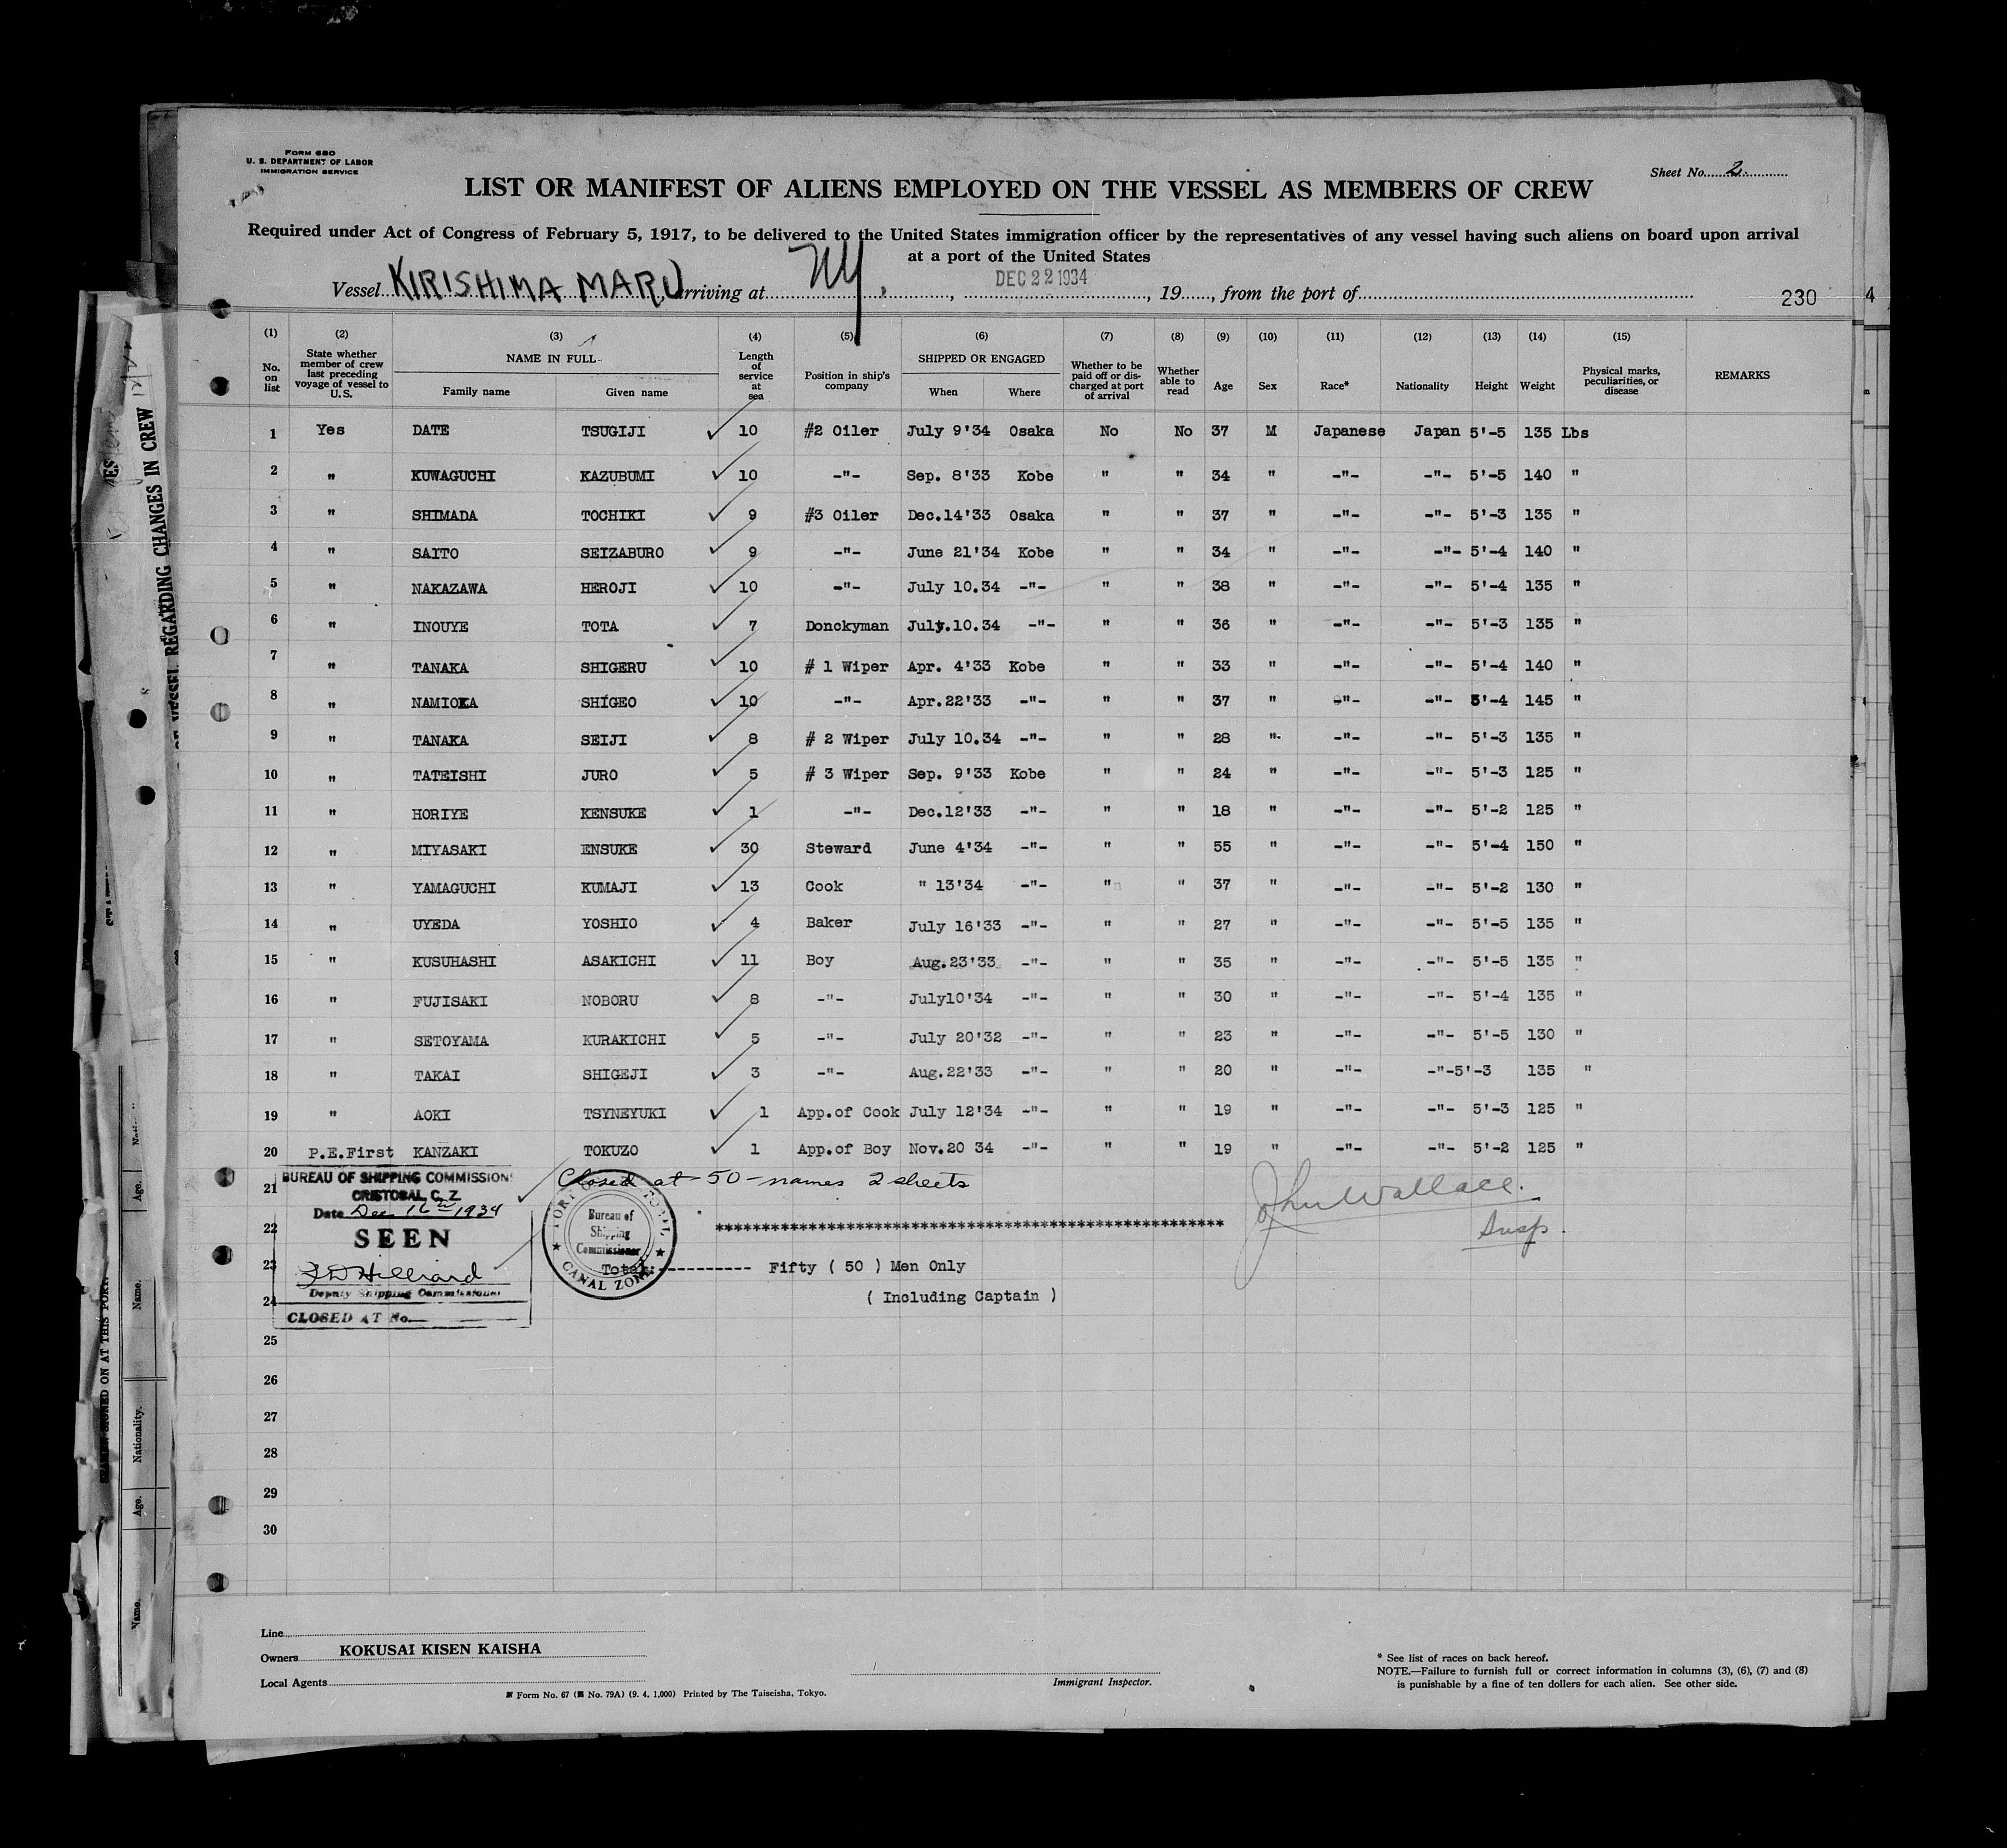 FORM 680
U. S. DEPARTMENT OF LABOR
IMMIGRATION SERVICE
Sheet No. 2.
LIST OR MANIFEST OF ALIENS EMPLOYED ON THE VESSEL AS MEMBERS OF CREW
Required under Act of Congress of February 5, 1917, to be delivered to the United States immigration officer by the representatives of any vessel having such aliens on board upon arrival
at a port of the United States
Vessel KIRISHIMA MARU, arriving at NY., DEC 22 1934, 19......, from the port of
230
4
(1) (2) (3) (4) (5) (6) (7) (8) (9) (10) (11) (12) (13) (14) (15)
No. on list | State whether member of crew last preceding voyage of vessel to U. S. | NAME IN FULL Family name Given name | Length of service at sea | Position in ship's company | SHIPPED OR ENGAGED When Where | Whether to be paid off or discharged at port of arrival | Whether able to read | Age | Sex | Race* | Nationality | Height | Weight | Physical marks, peculiarities, or disease | REMARKS
1 Yes DATE TSUGIJI ✓ 10 #2 Oiler July 9'34 Osaka No No 37 M Japanese Japan 5'-5 135 Lbs
2 " KUWAGUCHI KAZUBUMI ✓ 10 -"- Sep. 8'33 Kobe " " 34 " -"- -"- 5'-5 140 "
3 " SHIMADA TOCHIKI ✓ 9 #3 Oiler Dec.14'33 Osaka " " 37 " -"- -"- 5'-3 135 "
4 " SAITO SEIZABURO ✓ 9 -"- June 21'34 Kobe " " 34 " -"- -"- 5'-4 140 "
5 " NAKAZAWA HEROJI ✓ 10 -"- July 10.34 -"- " " 38 " -"- -"- 5'-4 135 "
6 " INOUYE TOTA ✓ 7 Donckyman July.10.34 -"- " " 36 " -"- -"- 5'-3 135 "
7 " TANAKA SHIGERU ✓ 10 # 1 Wiper Apr. 4'33 Kobe " " 33 " -"- -"- 5'-4 140 "
8 " NAMIOKA SHIGEO ✓ 10 -"- Apr.22'33 -"- " " 37 " -"- -"- 5'-4 145 "
9 " TANAKA SEIJI ✓ 8 # 2 Wiper July 10.34 -"- " " 28 " -"- -"- 5'-3 135 "
10 " TATEISHI JURO ✓ 5 # 3 Wiper Sep. 9'33 Kobe " " 24 " -"- -"- 5'-3 125 "
11 " HORIYE KENSUKE ✓ 1 -"- Dec.12'33 -"- " " 18 " -"- -"- 5'-2 125 "
12 " MIYASAKI ENSUKE ✓ 30 Steward June 4'34 -"- " " 55 " -"- -"- 5'-4 150 "
13 " YAMAGUCHI KUMAJI ✓ 13 Cook " 13'34 -"- " " 37 " -"- -"- 5'-2 130 "
14 " UYEDA YOSHIO ✓ 4 Baker July 16'33 -"- " " 27 " -"- -"- 5'-5 135 "
15 " KUSUHASHI ASAKICHI ✓ 11 Boy Aug.23'33 -"- " " 35 " -"- -"- 5'-5 135 "
16 " FUJISAKI NOBORU ✓ 8 -"- July10'34 -"- " " 30 " -"- -"- 5'-4 135 "
17 " SETOYAMA KURAKICHI ✓ 5 -"- July 20'32 -"- " " 23 " -"- -"- 5'-5 130 "
18 " TAKAI SHIGEJI ✓ 3 -"- Aug.22'33 -"- " " 20 " -"- -"-5'-3 135 "
19 " AOKI TSYNEYUKI ✓ 1 App.of Cook July 12'34 -"- " " 19 " -"- -"- 5'-3 125 "
20 P.E.First KANZAKI TOKUZO ✓ 1 App.of Boy Nov.20 34 -"- " " 19 " -"- -"- 5'-2 125 "
21
22
23
24
25
26
27
28
29
30
BUREAU OF SHIPPING COMMISSION
CRISTOBAL C. Z.
Date Dec 16th 1934
SEEN
J D Hilliard
Deputy Shipping Commissioner
CLOSED AT No.
Closed at 50 - names 2 sheets
Bureau of
Shipping
Commissioner
CANAL ZONE
*******************************************************
Total:----------- Fifty ( 50 ) Men Only
( Including Captain )
John Wallace.
Insp.
Line
Owners KOKUSAI KISEN KAISHA
Local Agents
Form No. 67 (No. 79A) (9. 4. 1,000) Printed by The Taiseisha, Tokyo.
Immigrant Inspector.
* See list of races on back hereof.
NOTE.—Failure to furnish full or correct information in columns (3), (6), (7) and (8)
is punishable by a fine of ten dollars for each alien. See other side.
VESSEL REGARDING CHANGES IN CREW
SEAMEN SIGNED ON AT THIS PORT.
Age.
Name.
Nationality.
Age.
Name.